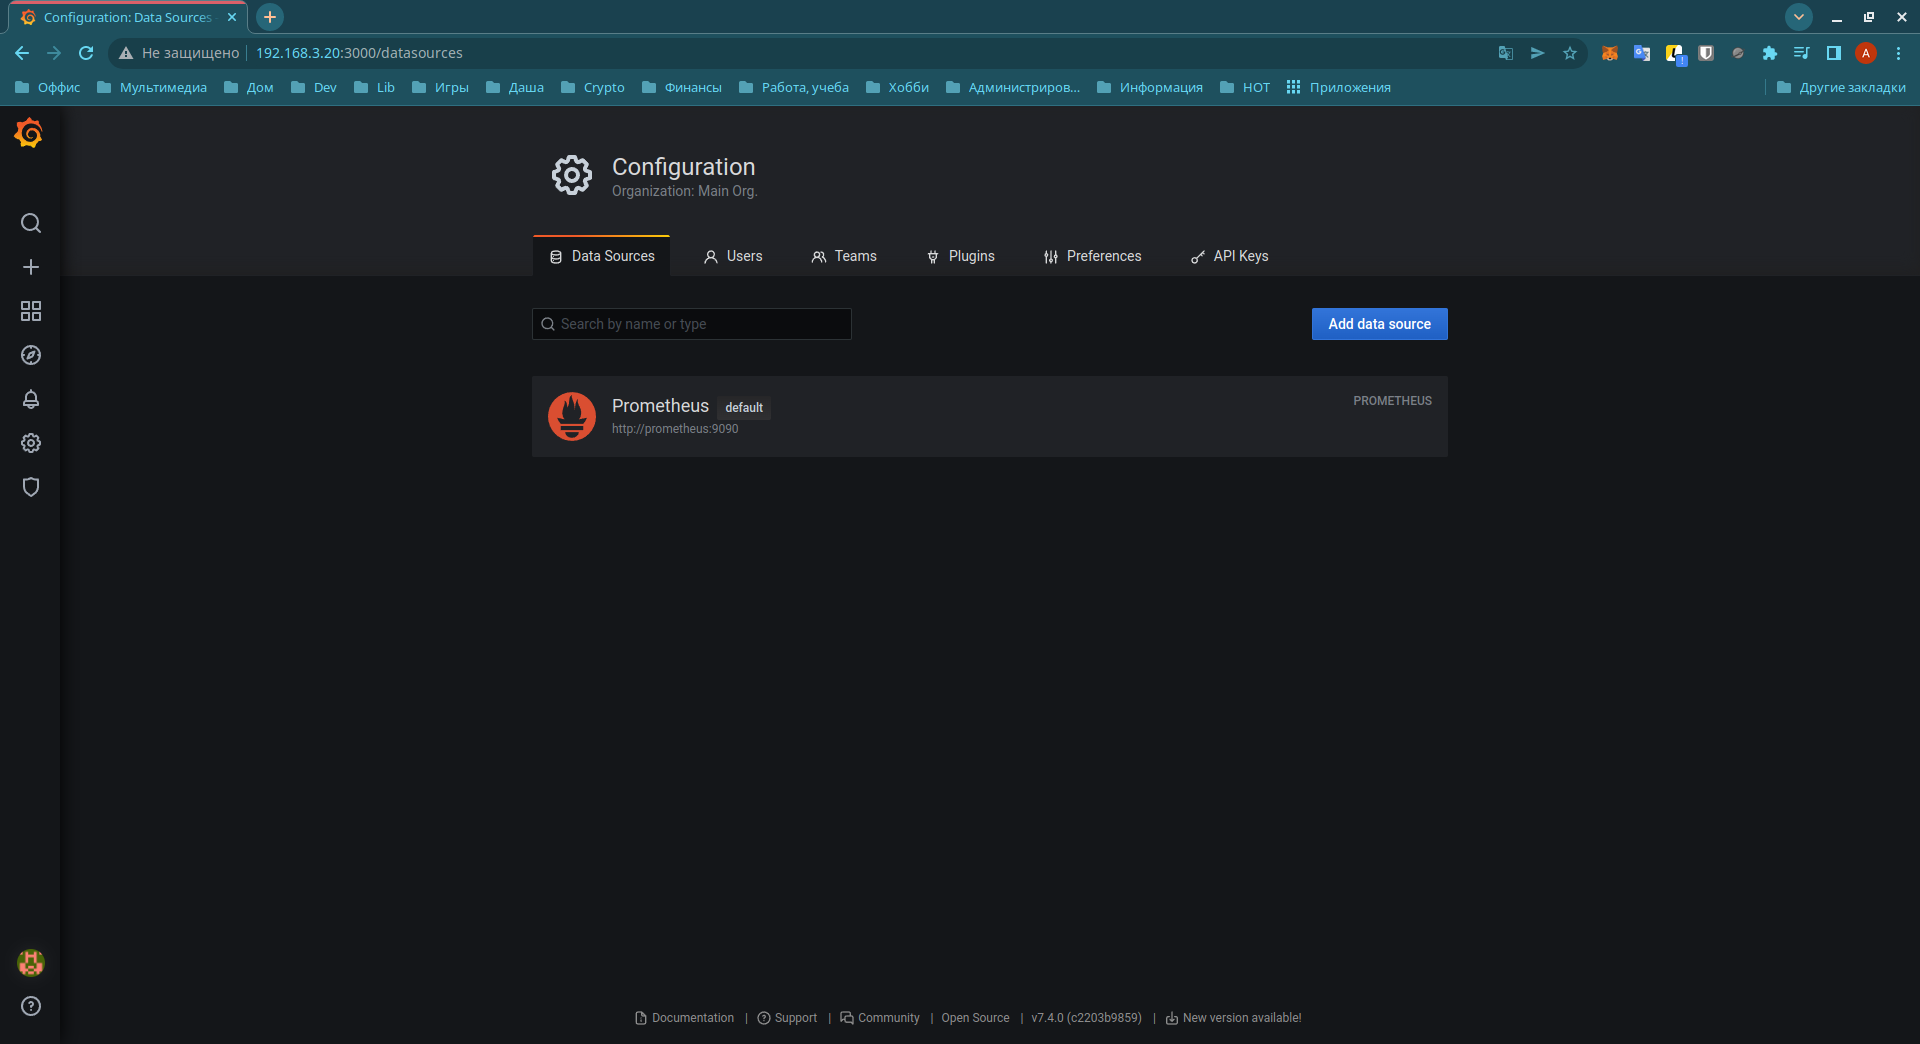 Configuration: Data Sources
Не защищено 192.168.3.20:3000/datasources
Оффис Мультимедиа Дом Dev Lib Игры Даша Crypto Финансы Работа, учеба Хобби Администриров... Информация HOT Приложения Другие закладки
Configuration
Organization: Main Org.
Data Sources Users Teams Plugins Preferences API Keys
Search by name or type Add data source
Prometheus default PROMETHEUS
http://prometheus:9090
Documentation | Support | Community | Open Source | v7.4.0 (c2203b9859) | New version available!